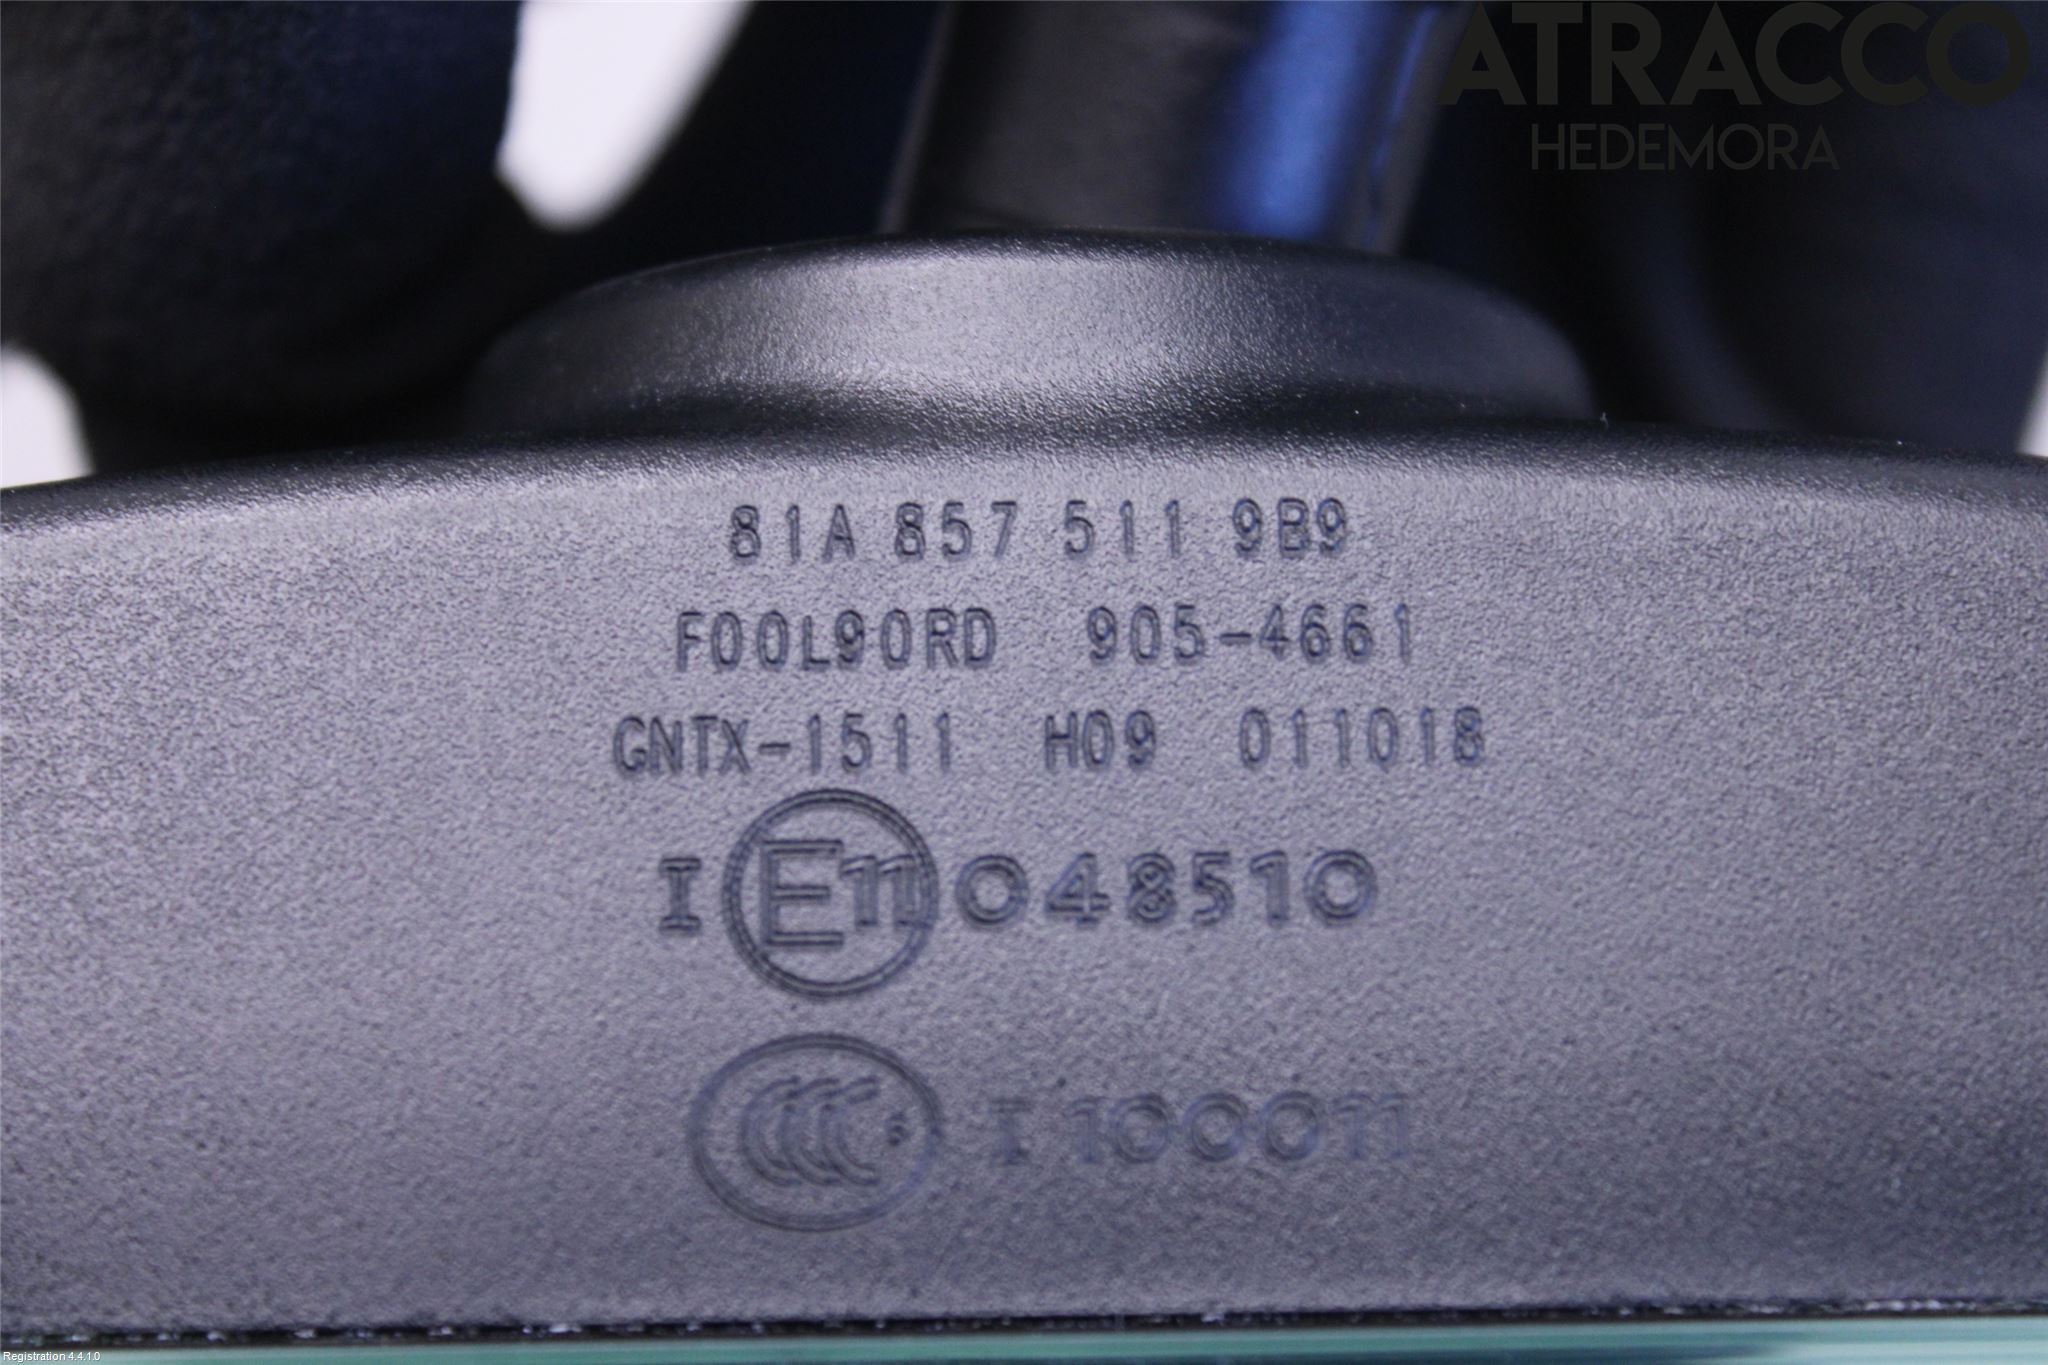 ATRACCO
HEDEMORA
81A 857 511 9B9
F00L90RD 905-4661
GNTX-1511 H09 011018
I E11 048510
CCC S I 100011
Registration 4.4.1.0